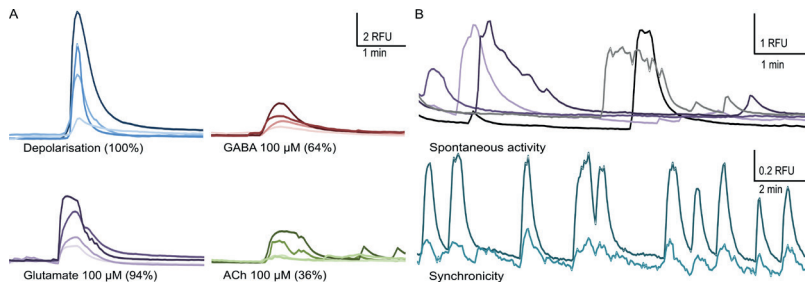 A
2 RFU
1 min
Depolarisation (100%)
GABA 100 µM (64%)
Glutamate 100 µM (94%)
ACh 100 µM (36%)
B
1 RFU
1 min
Spontaneous activity
0.2 RFU
2 min
Synchronicity